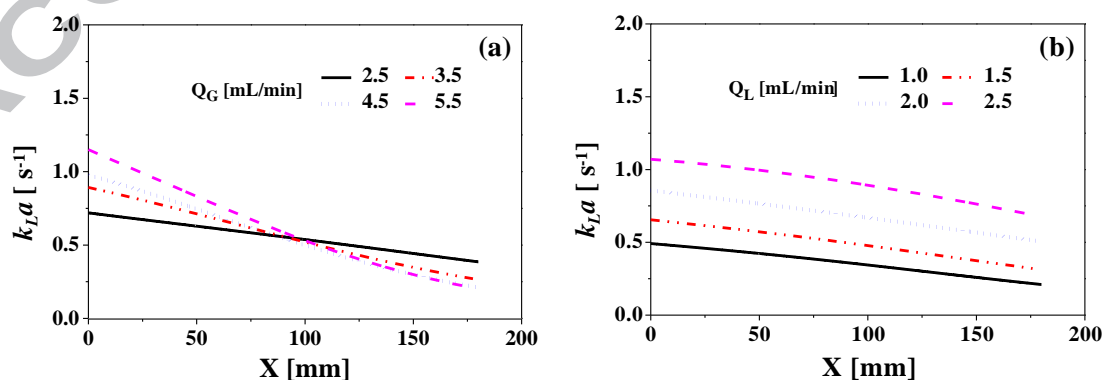 (a)
Q_G [mL/min]
2.5 3.5
4.5 5.5
2.0
1.5
1.0
0.5
0.0
k_L a [ s^-1]
0 50 100 150 200
X [mm]
(b)
Q_L [mL/min]
1.0 1.5
2.0 2.5
2.0
1.5
1.0
0.5
0.0
k_L a [ s^-1]
0 50 100 150 200
X [mm]